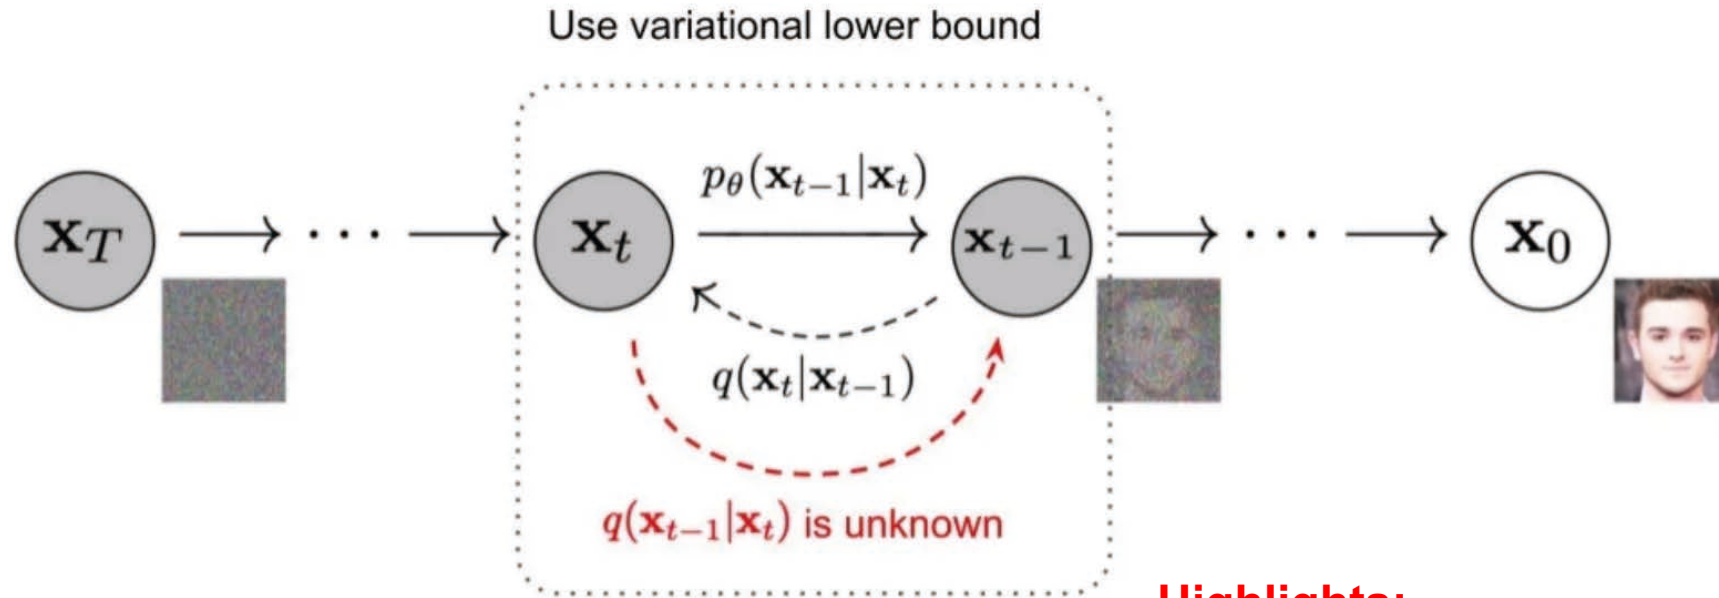 Use variational lower bound
x_T → ⋯ → x_t p_θ(x_{t−1}|x_t) x_{t−1} → ⋯ → x_0
q(x_t|x_{t−1})
q(x_{t−1}|x_t) is unknown
Highlights: